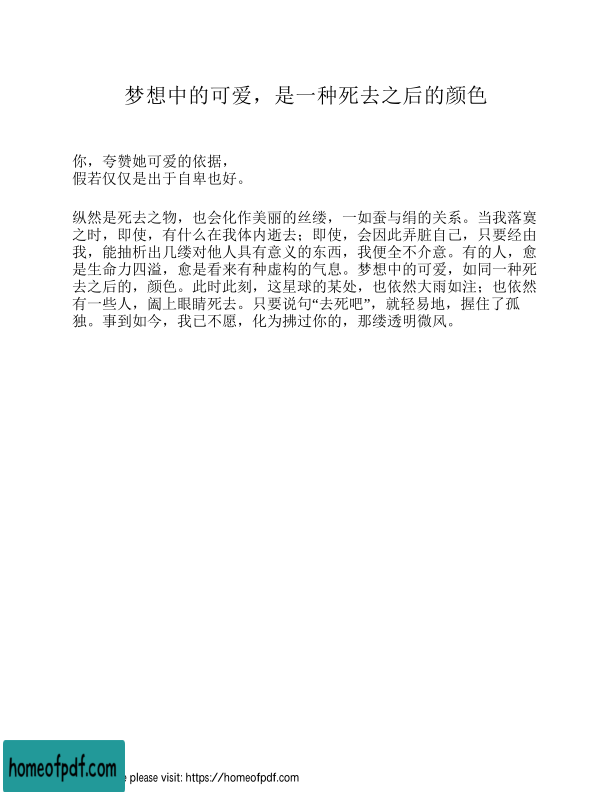 梦想中的可爱，是一种死去之后的颜色
你，夸赞她可爱的依据，
假若仅仅是出于自卑也好。
纵然是死去之物，也会化作美丽的丝缕，一如蚕与绢的关系。当我落寞
之时，即使，有什么在我体内逝去；即使，会因此弄脏自己，只要经由
我，能抽析出几缕对他人具有意义的东西，我便全不介意。有的人，愈
是生命力四溢，愈是看来有种虚构的气息。梦想中的可爱，如同一种死
去之后的，颜色。此时此刻，这星球的某处，也依然大雨如注；也依然
有一些人，阖上眼睛死去。只要说句“去死吧”，就轻易地，握住了孤
独。事到如今，我已不愿，化为拂过你的，那缕透明微风。
homeofpdf.com
e please visit: https://homeofpdf.com